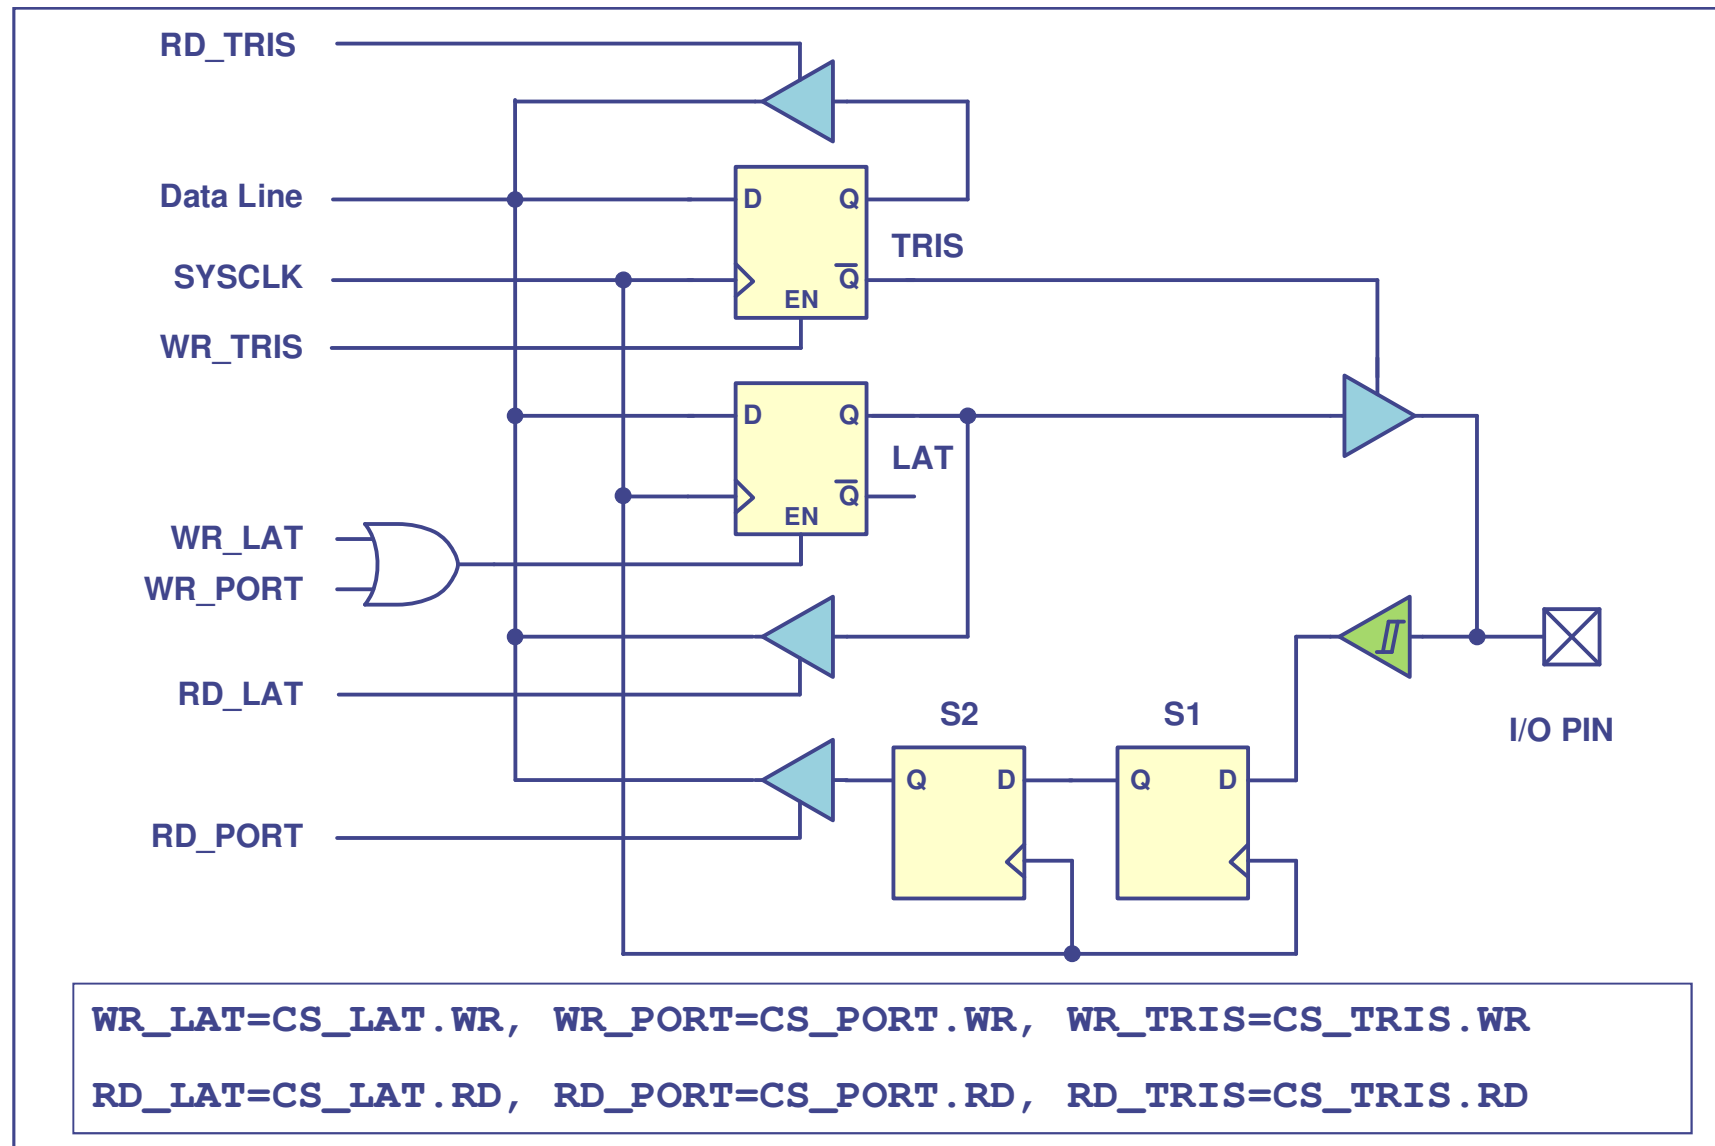 RD_TRIS
Data Line
D
Q
TRIS
SYSCLK
Q
EN
WR_TRIS
D
Q
LAT
Q
EN
WR_LAT
WR_PORT
RD_LAT
S2
S1
I/O PIN
Q
D
Q
D
RD_PORT
WR_LAT=CS_LAT.WR, WR_PORT=CS_PORT.WR, WR_TRIS=CS_TRIS.WR
RD_LAT=CS_LAT.RD, RD_PORT=CS_PORT.RD, RD_TRIS=CS_TRIS.RD